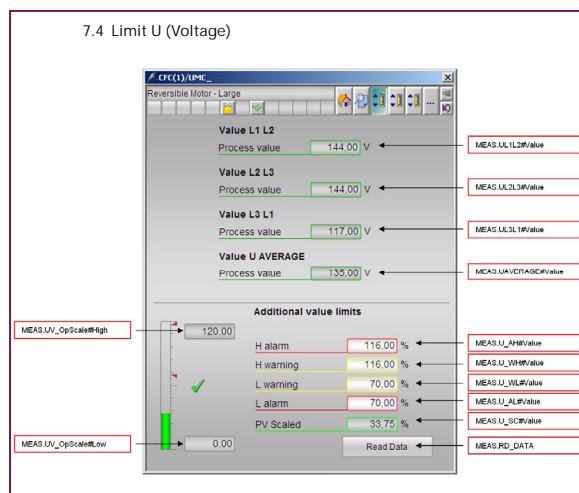 7.4 Limit U (Voltage)
CFC(1)/UMC_
Reversible Motor - Large
...
Value L1 L2
Process value 144,00 V
MEAS.UL1L2#Value
Value L2 L3
Process value 144,00 V
MEAS.UL2L3#Value
Value L3 L1
Process value 117,00 V
MEAS.UL3L1#Value
Value U AVERAGE
Process value 135,00 V
MEAS.UAVERAGE#Value
Additional value limits
MEAS.UV_OpScale#High
120,00
H alarm 116,00 %
MEAS.U_AH#Value
H warning 116,00 %
MEAS.U_WH#Value
L warning 70,00 %
MEAS.U_WL#Value
L alarm 70,00 %
MEAS.U_AL#Value
PV Scaled 33,75 %
MEAS.U_SC#Value
MEAS.UV_OpScale#Low
0,00
Read Data
MEAS.RD_DATA